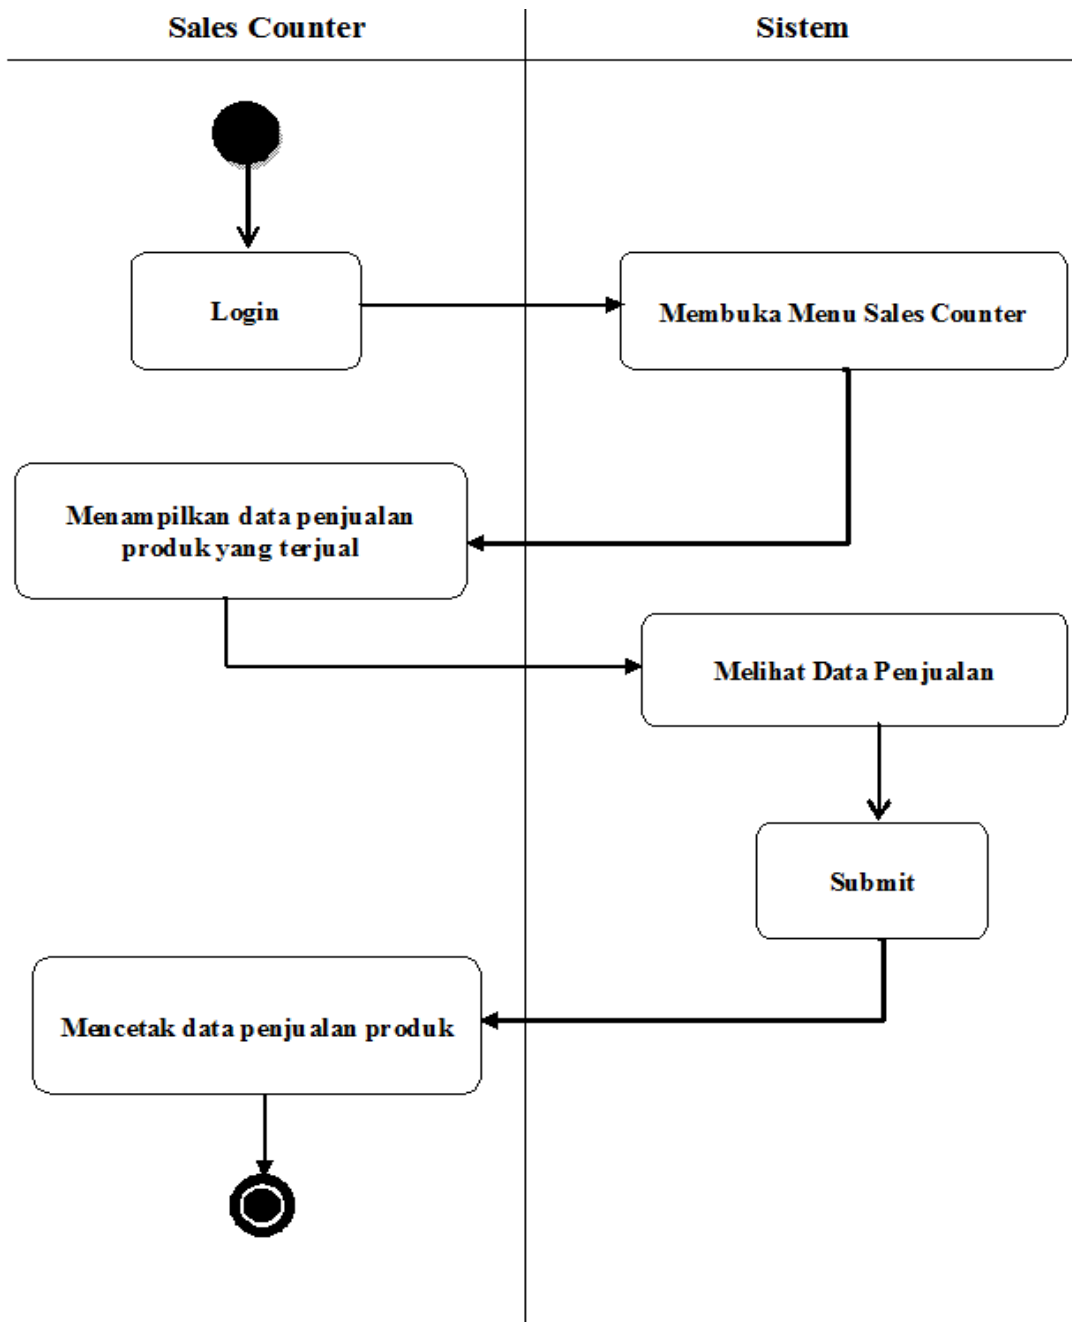 Sales Counter
Sistem
Login
Membuka Menu Sales Counter
Menampilkan data penjualan
produk yang terjual
Melihat Data Penjualan
Submit
Mencetak data penjualan produk